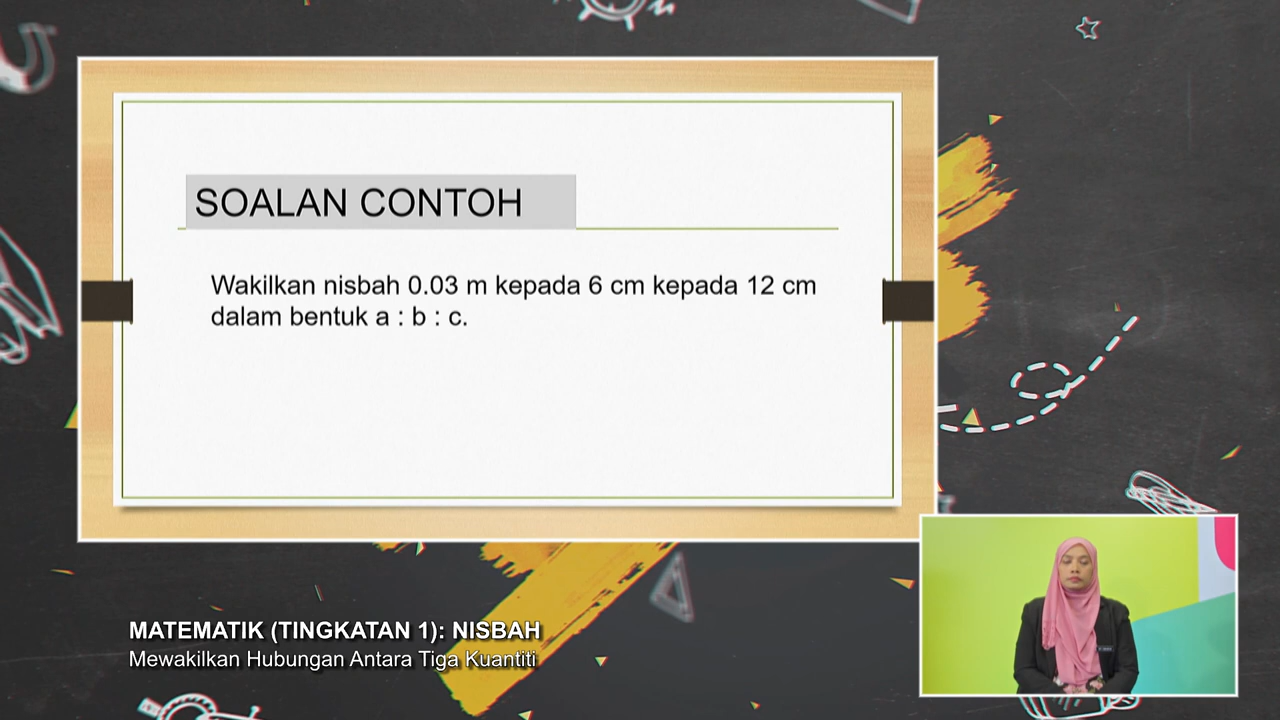 SOALAN CONTOH
Wakilkan nisbah 0.03 m kepada 6 cm kepada 12 cm
dalam bentuk a : b : c.
MATEMATIK (TINGKATAN 1): NISBAH
Mewakilkan Hubungan Antara Tiga Kuantiti